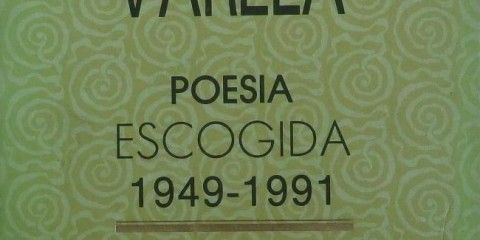 VARELA
POESIA
ESCOGIDA
1949-1991